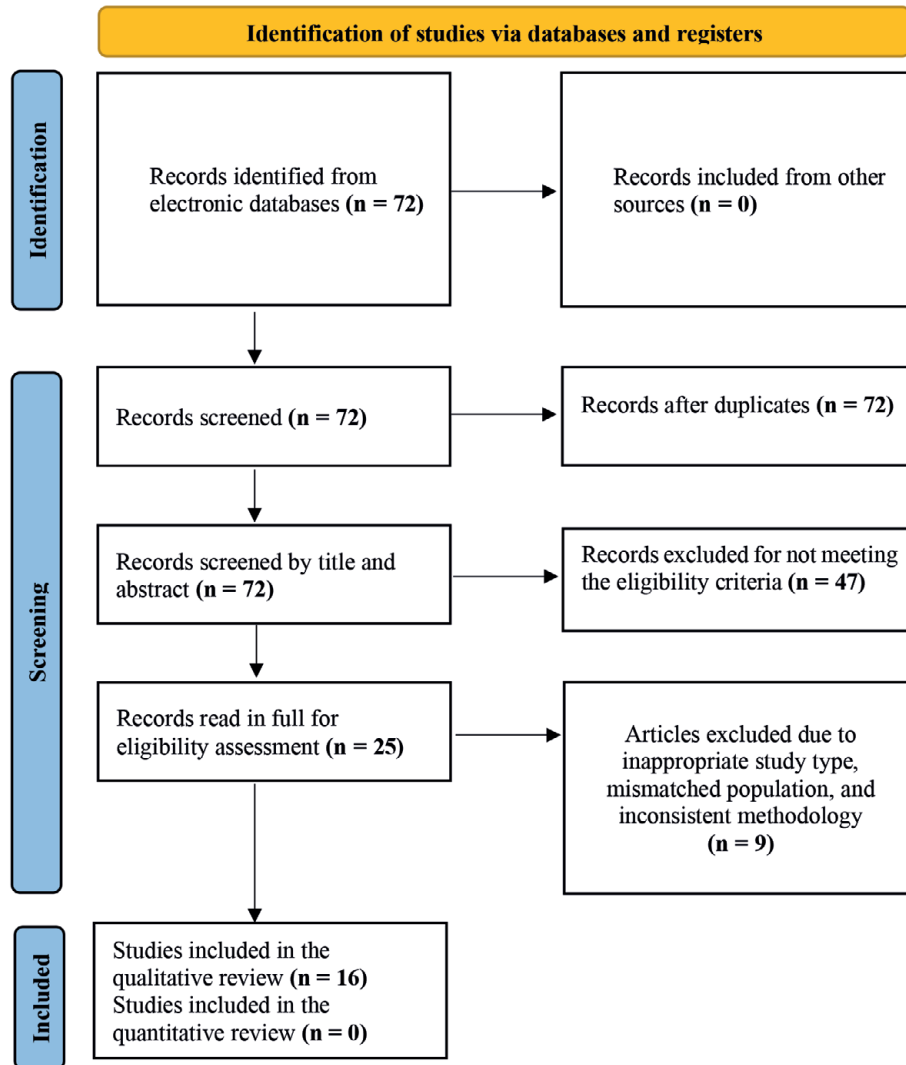 Identification of studies via databases and registers
Identification
Records identified from
electronic databases (n = 72)
Records included from other
sources (n = 0)
Screening
Records screened (n = 72)
Records after duplicates (n = 72)
Records screened by title and
abstract (n = 72)
Records excluded for not meeting
the eligibility criteria (n = 47)
Records read in full for
eligibility assessment (n = 25)
Articles excluded due to
inappropriate study type,
mismatched population, and
inconsistent methodology
(n = 9)
Included
Studies included in the
qualitative review (n = 16)
Studies included in the
quantitative review (n = 0)